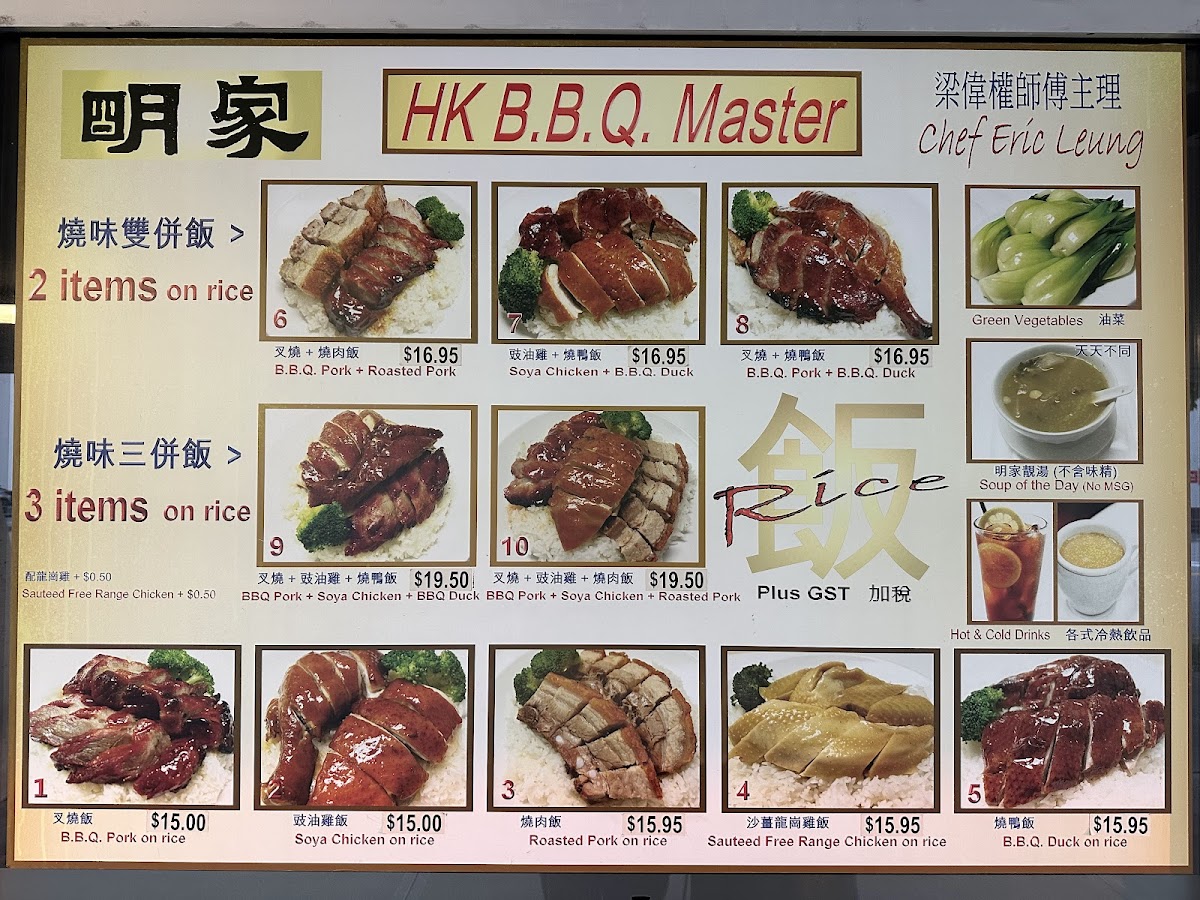 明家
HK B.B.Q. Master
梁偉權師傅主理
Chef Eric Leung
燒味雙併飯 >
2 items on rice
6
叉燒 + 燒肉飯 $16.95
B.B.Q. Pork + Roasted Pork
7
豉油雞 + 燒鴨飯 $16.95
Soya Chicken + B.B.Q. Duck
8
叉燒 + 燒鴨飯 $16.95
B.B.Q. Pork + B.B.Q. Duck
Green Vegetables 油菜
天天不同
明家靚湯 (不含味精)
Soup of the Day (No MSG)
燒味三併飯 >
3 items on rice
配龍崗雞 + $0.50
Sauteed Free Range Chicken + $0.50
9
叉燒 + 豉油雞 + 燒鴨飯 $19.50
BBQ Pork + Soya Chicken + BBQ Duck
10
叉燒 + 豉油雞 + 燒肉飯 $19.50
BBQ Pork + Soya Chicken + Roasted Pork
飯
Rice
Plus GST 加稅
Hot & Cold Drinks 各式冷熱飲品
1
叉燒飯 $15.00
B.B.Q. Pork on rice
2
豉油雞飯 $15.00
Soya Chicken on rice
3
燒肉飯 $15.95
Roasted Pork on rice
4
沙薑龍崗雞飯 $15.95
Sauteed Free Range Chicken on rice
5
燒鴨飯 $15.95
B.B.Q. Duck on rice